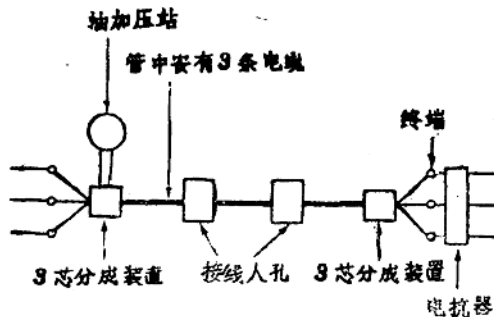 油加压站
管中安有3条电缆
终端
3芯分成装置
接线人孔
3芯分成装置
电抗器